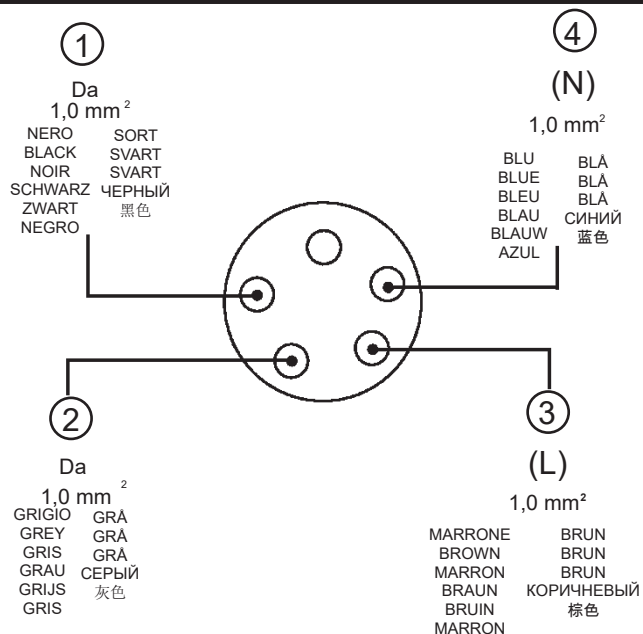 1
Da
1,0 mm²
NERO
BLACK
NOIR
SCHWARZ
ZWART
NEGRO
SORT
SVART
SVART
ЧЕРНЫЙ
黑色
4
(N)
1,0 mm²
BLU
BLUE
BLEU
BLAU
BLAUW
AZUL
BLÅ
BLÅ
BLÅ
СИНИЙ
蓝色
2
Da
1,0 mm²
GRIGIO
GREY
GRIS
GRAU
GRIJS
GRIS
GRÅ
GRÅ
GRÅ
СЕРЫЙ
灰色
3
(L)
1,0 mm²
MARRONE
BROWN
MARRON
BRAUN
BRUIN
MARRON
BRUN
BRUN
BRUN
КОРИЧНЕВЫЙ
棕色